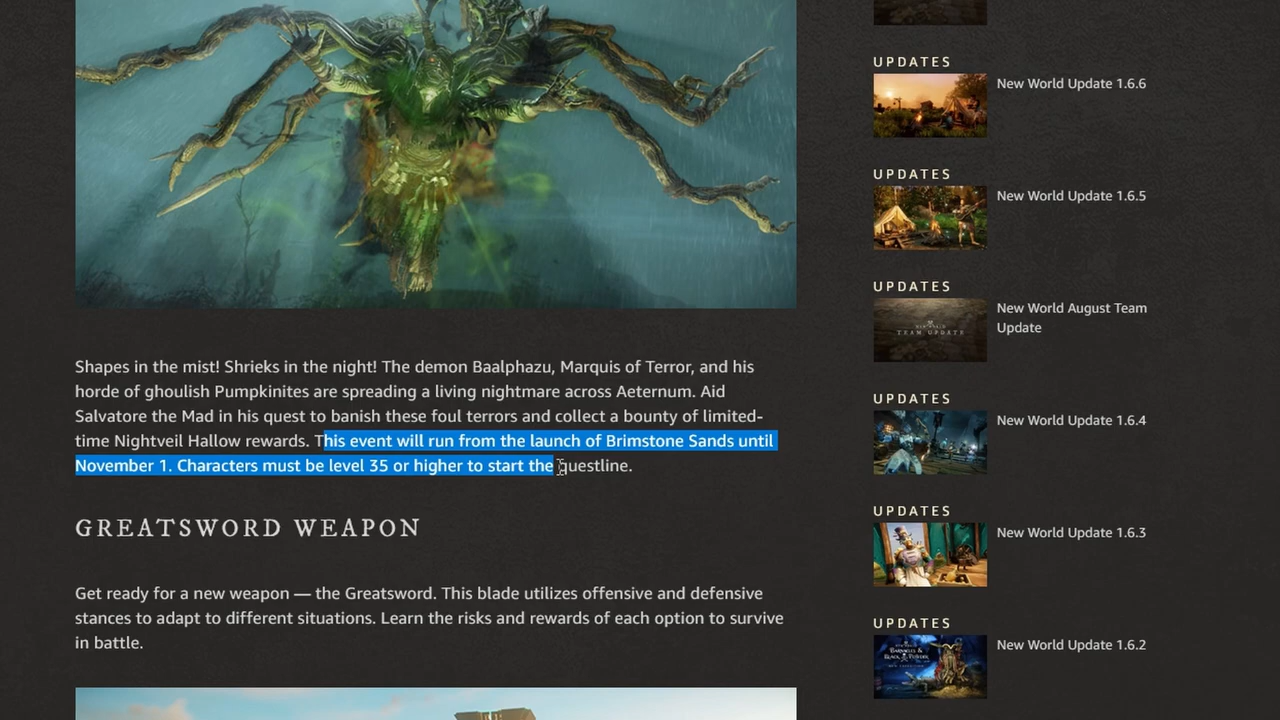 Shapes in the mist! Shrieks in the night! The demon Baalphazu, Marquis of Terror, and his
horde of ghoulish Pumpkinites are spreading a living nightmare across Aeternum. Aid
Salvatore the Mad in his quest to banish these foul terrors and collect a bounty of limited-
time Nightveil Hallow rewards. This event will run from the launch of Brimstone Sands until
November 1. Characters must be level 35 or higher to start the questline.
GREATSWORD WEAPON
Get ready for a new weapon — the Greatsword. This blade utilizes offensive and defensive
stances to adapt to different situations. Learn the risks and rewards of each option to survive
in battle.
UPDATES
New World Update 1.6.6
UPDATES
New World Update 1.6.5
UPDATES
TEAM UPDATE
New World August Team
Update
UPDATES
New World Update 1.6.4
UPDATES
New World Update 1.6.3
UPDATES
New World Update 1.6.2